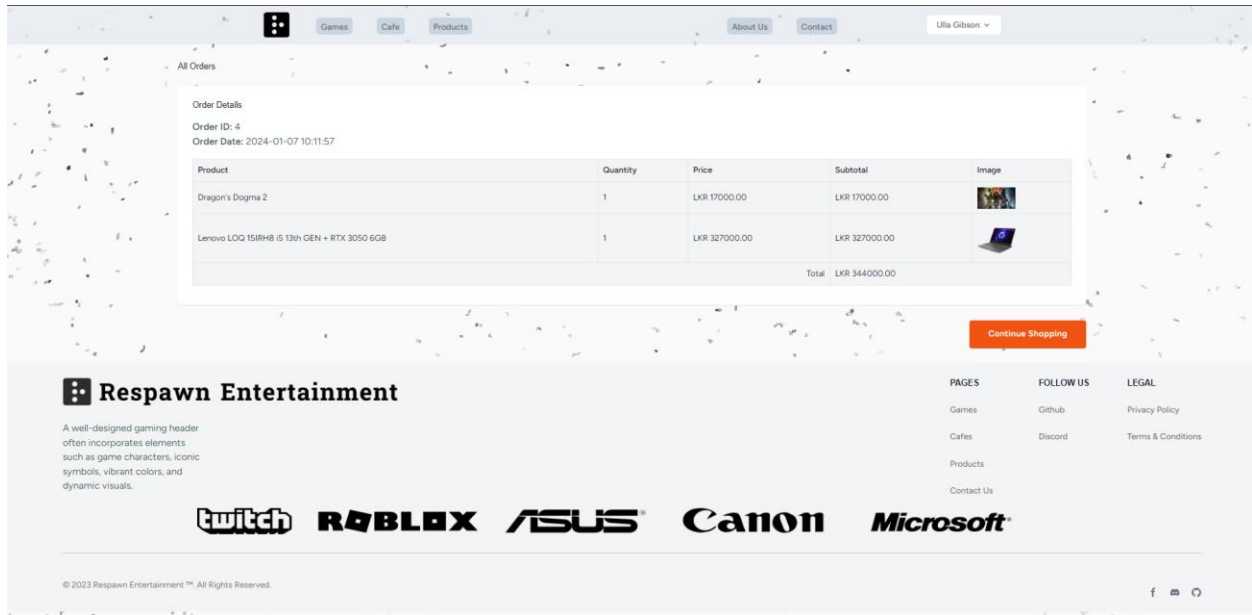 Games Cafe Products About Us Contact Ulla Gibson
All Orders
Order Details
Order ID: 4
Order Date: 2024-01-07 10:11:57
Product Quantity Price Subtotal Image
Dragon's Dogma 2 1 LKR 17000.00 LKR 17000.00
Lenovo LOQ 15IRH8 i5 13th GEN + RTX 3050 6GB 1 LKR 327000.00 LKR 327000.00
Total LKR 344000.00
Continue Shopping
Respawn Entertainment
A well-designed gaming header
often incorporates elements
such as game characters, iconic
symbols, vibrant colors, and
dynamic visuals.
PAGES
Games
Cafes
Products
Contact Us
FOLLOW US
Github
Discord
LEGAL
Privacy Policy
Terms & Conditions
twitch ROBLOX ASUS Canon Microsoft
© 2023 Respawn Entertainment ™. All Rights Reserved.